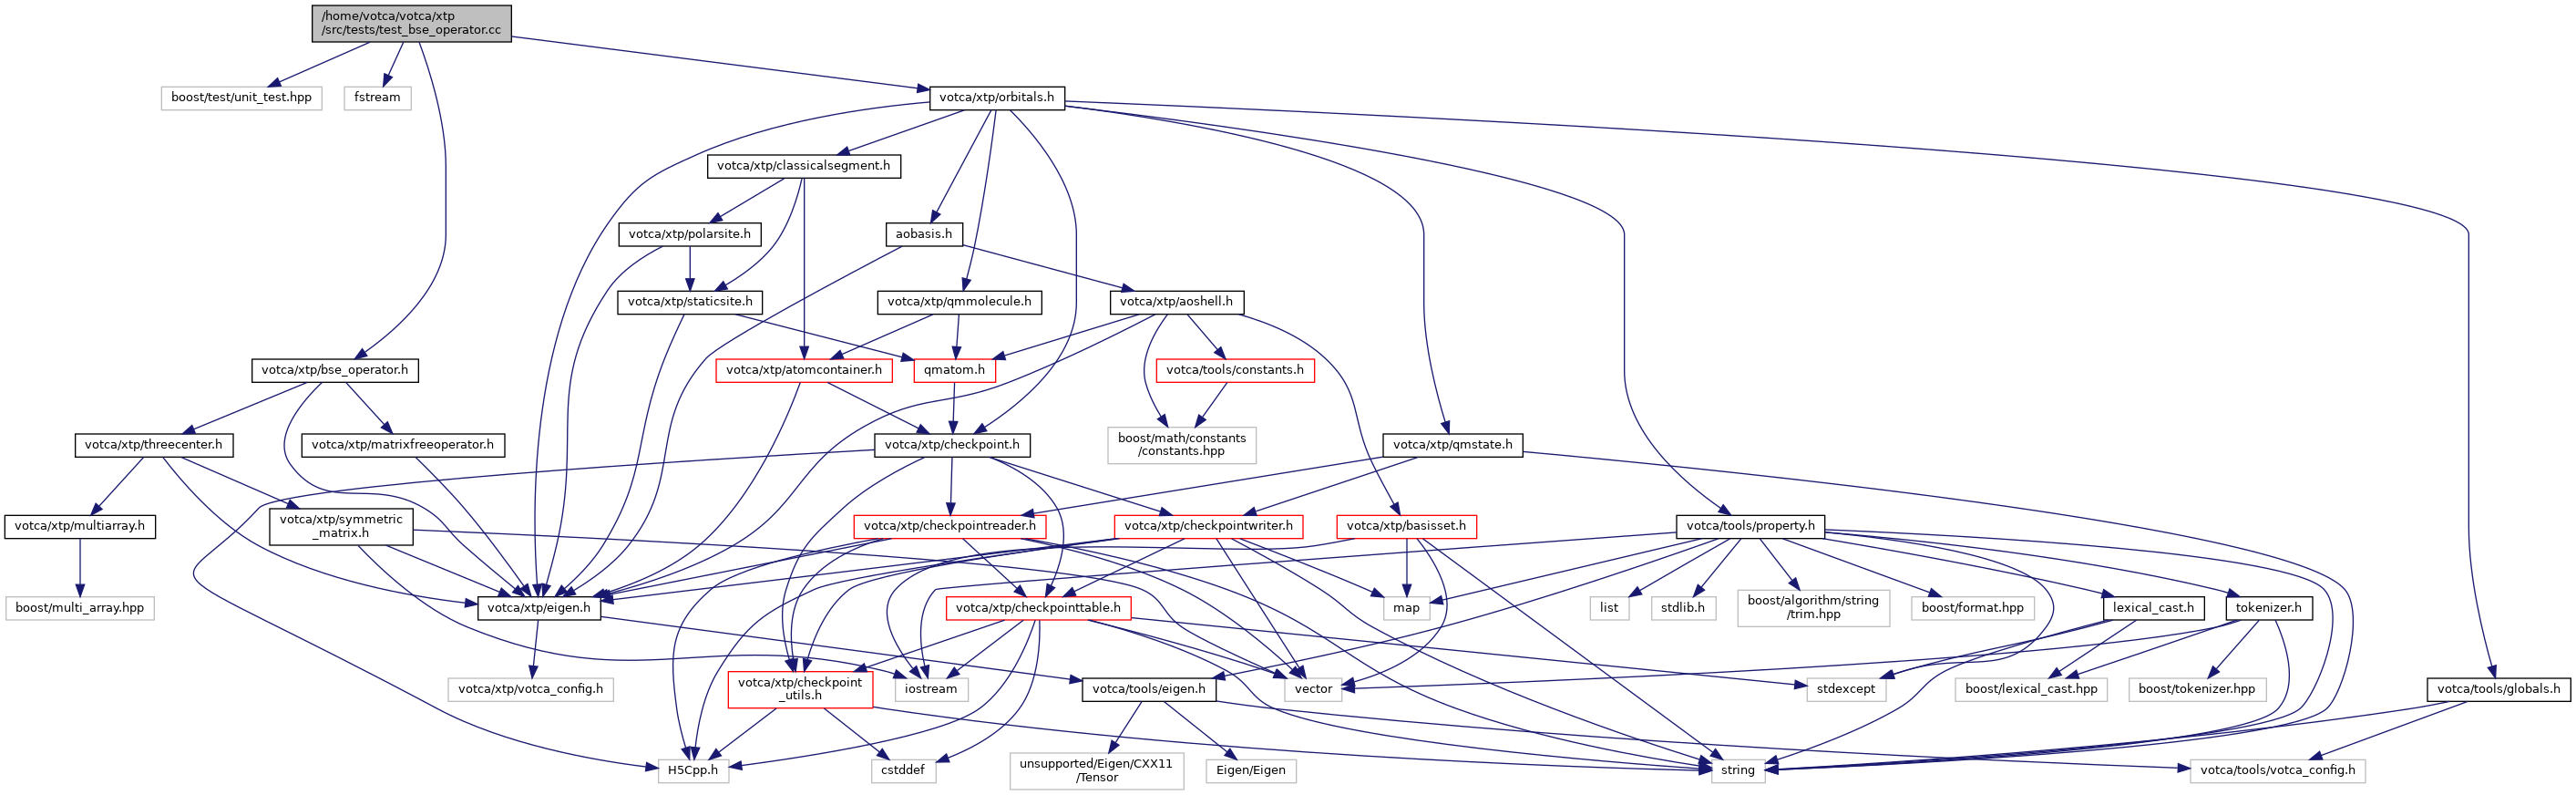 /home/votca/votca/xtp
/src/tests/test_bse_operator.cc
boost/test/unit_test.hpp
fstream
votca/xtp/orbitals.h
votca/xtp/classicalsegment.h
votca/xtp/polarsite.h
aobasis.h
votca/xtp/staticsite.h
votca/xtp/qmmolecule.h
votca/xtp/aoshell.h
votca/xtp/bse_operator.h
votca/xtp/atomcontainer.h
qmatom.h
votca/tools/constants.h
votca/xtp/threecenter.h
votca/xtp/matrixfreeoperator.h
votca/xtp/checkpoint.h
boost/math/constants
/constants.hpp
votca/xtp/qmstate.h
votca/xtp/multiarray.h
votca/xtp/symmetric
_matrix.h
votca/xtp/checkpointreader.h
votca/xtp/checkpointwriter.h
votca/xtp/basisset.h
votca/tools/property.h
boost/multi_array.hpp
votca/xtp/eigen.h
votca/xtp/checkpointtable.h
map
list
stdlib.h
boost/algorithm/string
/trim.hpp
boost/format.hpp
lexical_cast.h
tokenizer.h
votca/xtp/votca_config.h
votca/xtp/checkpoint
_utils.h
iostream
votca/tools/eigen.h
vector
stdexcept
boost/lexical_cast.hpp
boost/tokenizer.hpp
votca/tools/globals.h
H5Cpp.h
cstddef
unsupported/Eigen/CXX11
/Tensor
Eigen/Eigen
string
votca/tools/votca_config.h